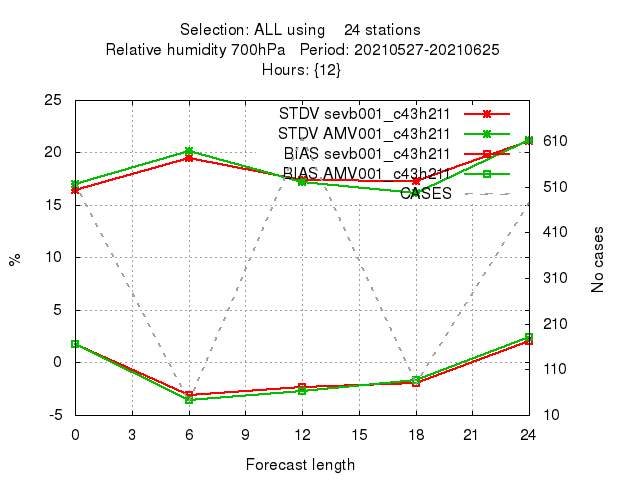 Selection: ALL using 24 stations
Relative humidity 700hPa Period: 20210527-20210625
Hours: {12}
STDV sevb001_c43h211
STDV AMV001_c43h211
BIAS sevb001_c43h211
BIAS AMV001_c43h211
CASES
25
20
15
10
5
0
-5
%
610
510
410
310
210
110
10
No cases
0 3 6 9 12 15 18 21 24
Forecast length